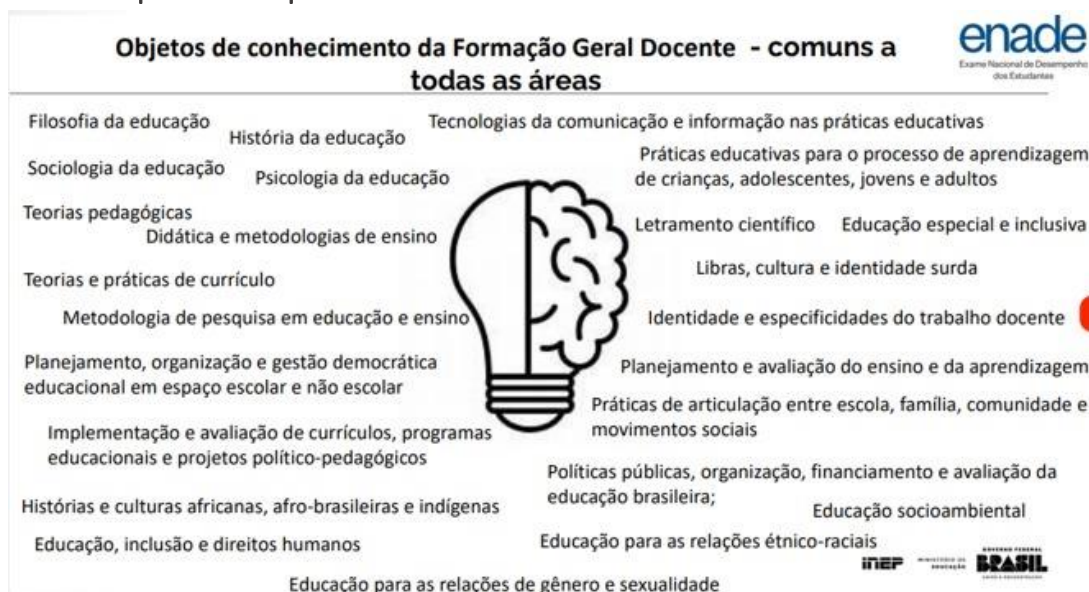 Objetos de conhecimento da Formação Geral Docente - comuns a
todas as áreas
enade
Exame Nacional de Desempenho
dos Estudantes
Filosofia da educação
História da educação
Tecnologias da comunicação e informação nas práticas educativas
Sociologia da educação
Psicologia da educação
Práticas educativas para o processo de aprendizagem
de crianças, adolescentes, jovens e adultos
Teorias pedagógicas
Didática e metodologias de ensino
Letramento científico
Educação especial e inclusiva
Teorias e práticas de currículo
Libras, cultura e identidade surda
Metodologia de pesquisa em educação e ensino
Identidade e especificidades do trabalho docente
Planejamento, organização e gestão democrática
educacional em espaço escolar e não escolar
Planejamento e avaliação do ensino e da aprendizagem
Práticas de articulação entre escola, família, comunidade e
movimentos sociais
Implementação e avaliação de currículos, programas
educacionais e projetos político-pedagógicos
Políticas públicas, organização, financiamento e avaliação da
educação brasileira;
Histórias e culturas africanas, afro-brasileiras e indígenas
Educação socioambiental
Educação, inclusão e direitos humanos
Educação para as relações étnico-raciais
Educação para as relações de gênero e sexualidade
inep
MINISTÉRIO DA
EDUCAÇÃO
GOVERNO FEDERAL
BRASIL